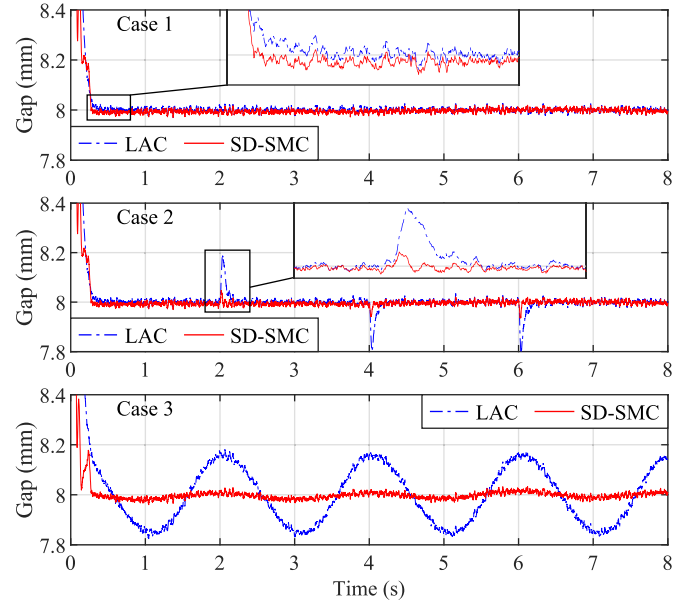 8.4
Case 1
8.2
Gap (mm)
8
LAC SD-SMC
7.8
0 1 2 3 4 5 6 7 8
8.4
Case 2
8.2
Gap (mm)
8
LAC SD-SMC
7.8
0 1 2 3 4 5 6 7 8
8.4
Case 3 LAC SD-SMC
8.2
Gap (mm)
8
7.8
0 1 2 3 4 5 6 7 8
Time (s)